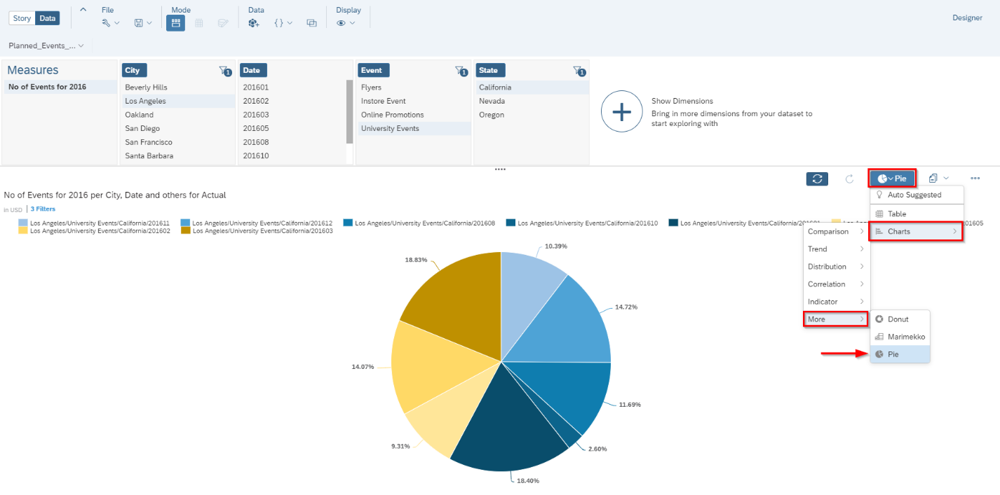 File Mode Data Display
Story Data
Designer
Planned_Events_...
Measures
No of Events for 2016
City 1
Beverly Hills
Los Angeles
Oakland
San Diego
San Francisco
Santa Barbara
Date
201601
201602
201603
201605
201608
201610
Event 1
Flyers
Instore Event
Online Promotions
University Events
State 1
California
Nevada
Oregon
Show Dimensions
Bring in more dimensions from your dataset to
start exploring with
Pie
Auto Suggested
Table
Charts
Comparison
Trend
Distribution
Correlation
Indicator
More
Donut
Marimekko
Pie
No of Events for 2016 per City, Date and others for Actual
in USD 3 Filters
Los Angeles/University Events/California/201611 Los Angeles/University Events/California/201612 Los Angeles/University Events/California/201608 Los Angeles/University Events/California/201610 Los Angeles/University Events/California/201601 01605
Los Angeles/University Events/California/201602 Los Angeles/University Events/California/201603
10.39%
18.83%
14.72%
14.07%
11.69%
9.31%
2.60%
18.40%